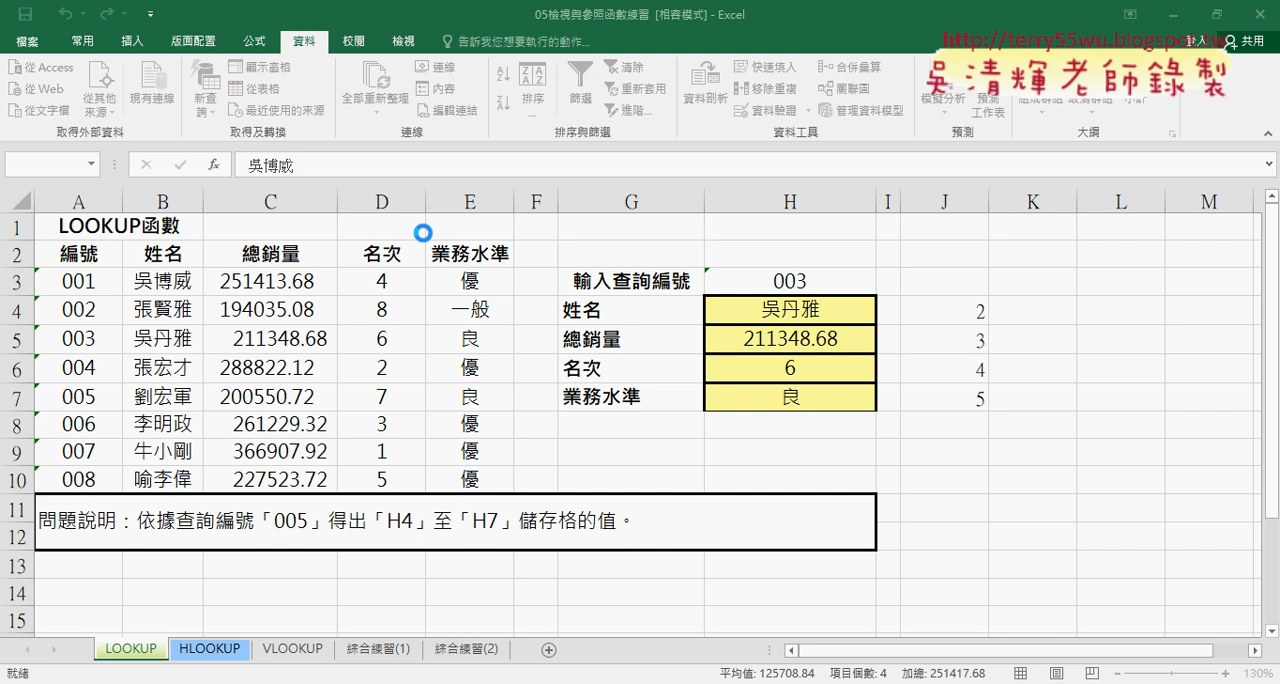 05檢視與參照函數練習 [相容模式] - Excel
檔案 常用 插入 版面配置 公式 資料 校閱 檢視 告訴我您想要執行的動作... 登入 共用
http://terry55wu.blogspot.tw
吳清輝老師錄製
從 Access 從 Web 從文字檔 從其他來源 現有連線 取得外部資料
新查詢 顯示查詢 從表格 最近使用的來源 取得及轉換
全部重新整理 連線 內容 編輯連結 連線
排序... 篩選 清除 重新套用 進階... 排序與篩選
資料剖析 快速填入 移除重複 資料驗證 合併彙算 關聯圖 管理資料模型 資料工具
模擬分析 預測工作表 預測
大綱
吳博威
A B C D E F G H I J K L M
1 LOOKUP函數
2 編號 姓名 總銷量 名次 業務水準
3 001 吳博威 251413.68 4 優 輸入查詢編號 003
4 002 張賢雅 194035.08 8 一般 姓名 吳丹雅 2
5 003 吳丹雅 211348.68 6 良 總銷量 211348.68 3
6 004 張宏才 288822.12 2 優 名次 6 4
7 005 劉宏軍 200550.72 7 良 業務水準 良 5
8 006 李明政 261229.32 3 優
9 007 牛小剛 366907.92 1 優
10 008 喻李偉 227523.72 5 優
11 問題說明：依據查詢編號「005」得出「H4」至「H7」儲存格的值。
12
13
14
15
LOOKUP HLOOKUP VLOOKUP 綜合練習(1) 綜合練習(2)
就緒 平均值: 125708.84 項目個數: 4 加總: 251417.68 130%